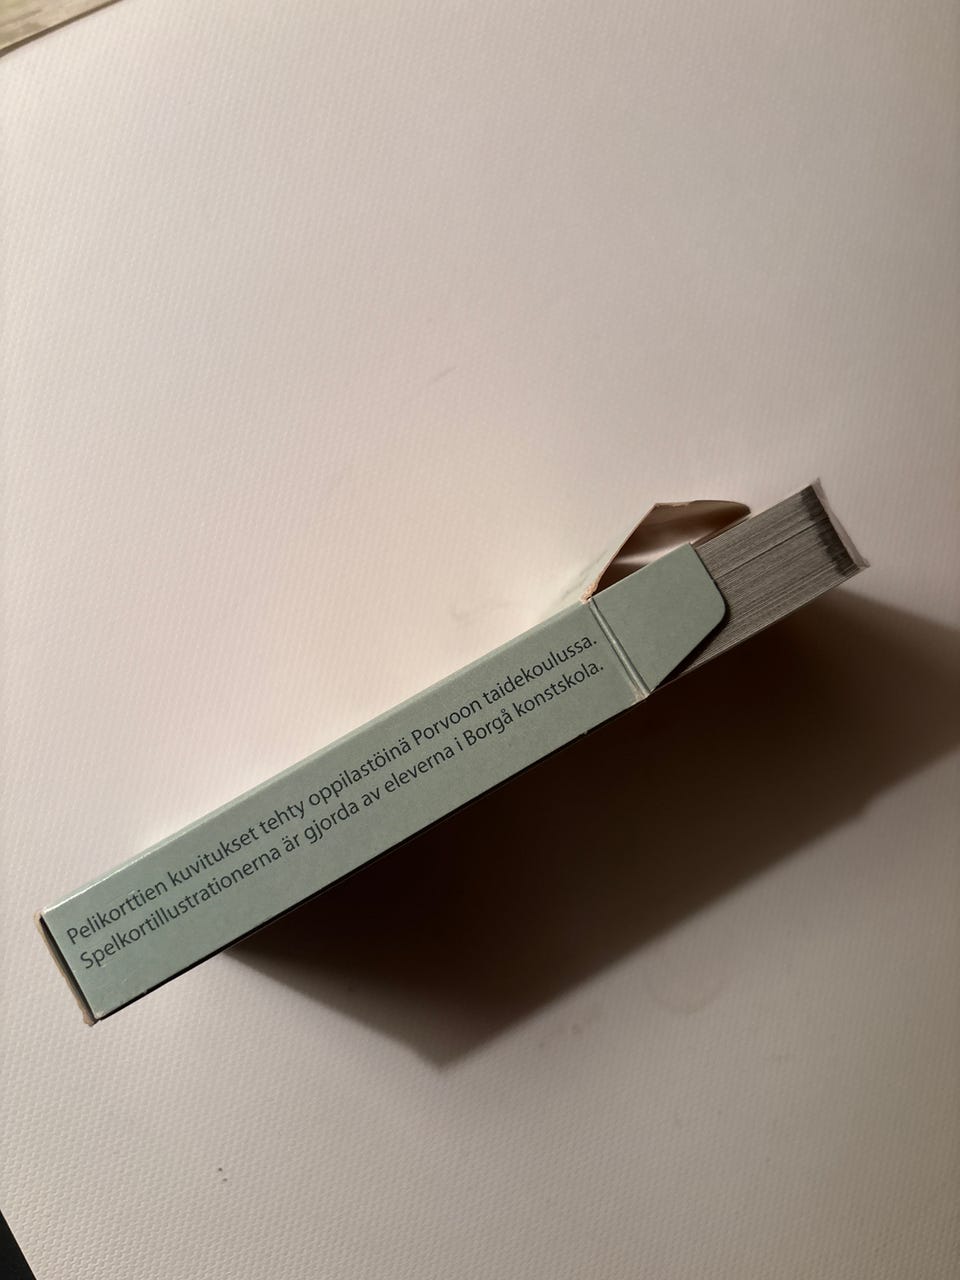 Pelikorttien kuvitukset tehty oppilastöinä Porvoon taidekoulussa.
Spelkortillustrationerna är gjorda av eleverna i Borgå konstskola.